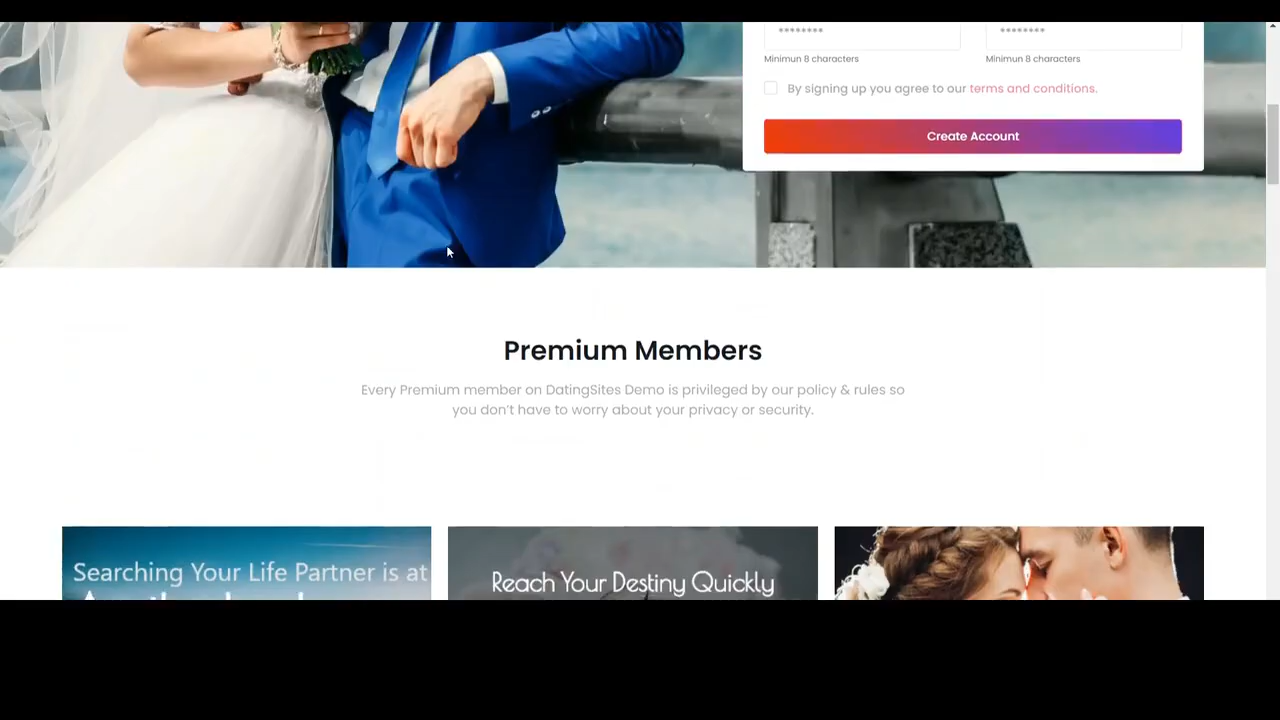 ********
********
Minimun 8 characters
Minimun 8 characters
By signing up you agree to our terms and conditions.
Create Account
Premium Members
Every Premium member on DatingSites Demo is privileged by our policy & rules so
you don't have to worry about your privacy or security.
Searching Your Life Partner is at
Reach Your Destiny Quickly